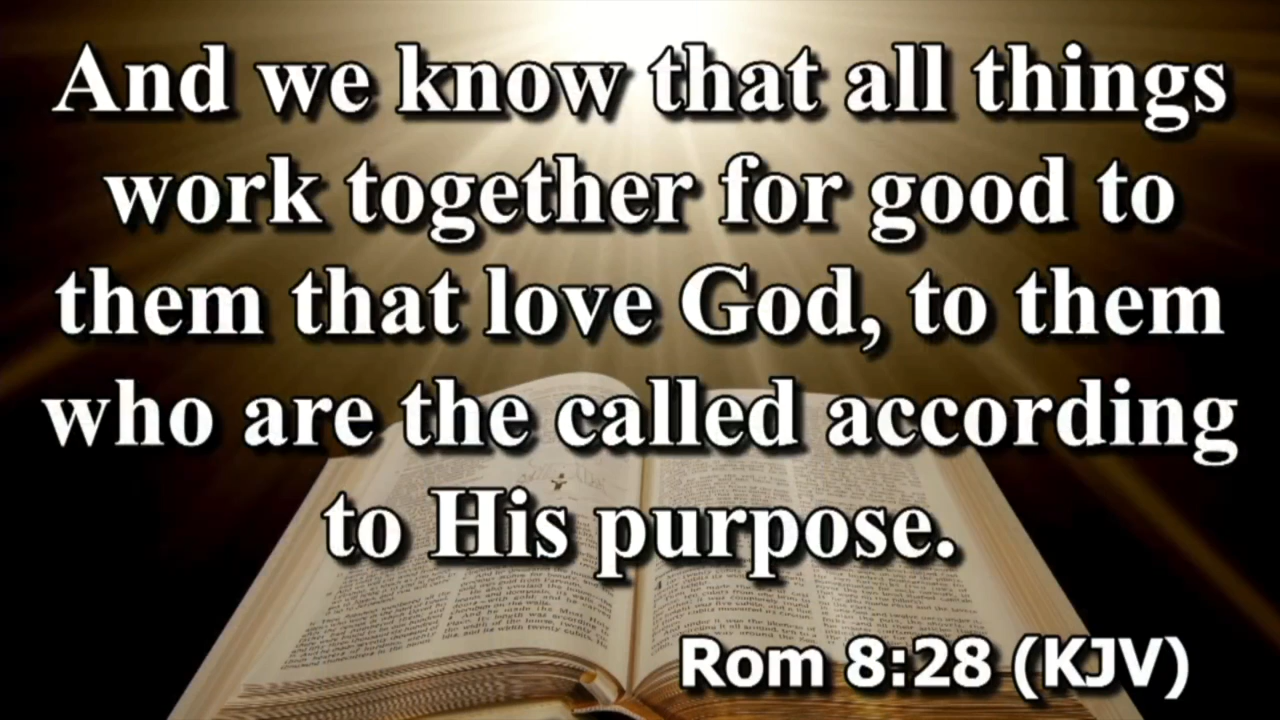 And we know that all things
work together for good to
them that love God, to them
who are the called according
to His purpose.
Rom 8:28 (KJV)